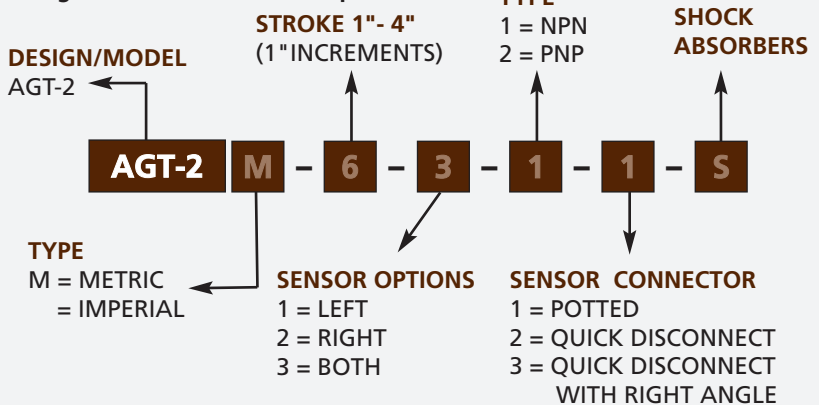 STROKE 1"- 4"
(1"INCREMENTS)
1 = NPN
2 = PNP
SHOCK
ABSORBERS
DESIGN/MODEL
AGT-2
AGT-2 M - 6 - 3 - 1 - 1 - S
TYPE
M = METRIC
= IMPERIAL
SENSOR OPTIONS
1 = LEFT
2 = RIGHT
3 = BOTH
SENSOR CONNECTOR
1 = POTTED
2 = QUICK DISCONNECT
3 = QUICK DISCONNECT
WITH RIGHT ANGLE